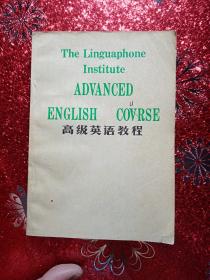 The Linguaphone
Institute
ADVANCED
u
ENGLISH COVRSE
高级英语教程